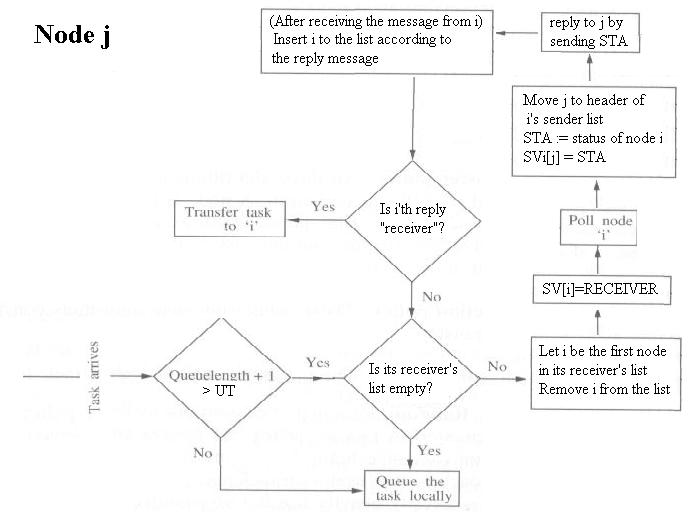 Node j
(After receiving the message from i)
Insert i to the list according to
the reply message
reply to j by
sending STA
Move j to header of
i's sender list
STA := status of node i
SVi[j] = STA
Is i'th reply
"receiver"?
Yes
Transfer task
to 'i'
Poll node
'i'
No
SV[i]=RECEIVER
Task arrives
Queuelength + 1
> UT
Yes
Is its receiver's
list empty?
No
Let i be the first node
in its receiver's list
Remove i from the list
No
Yes
Queue the
task locally